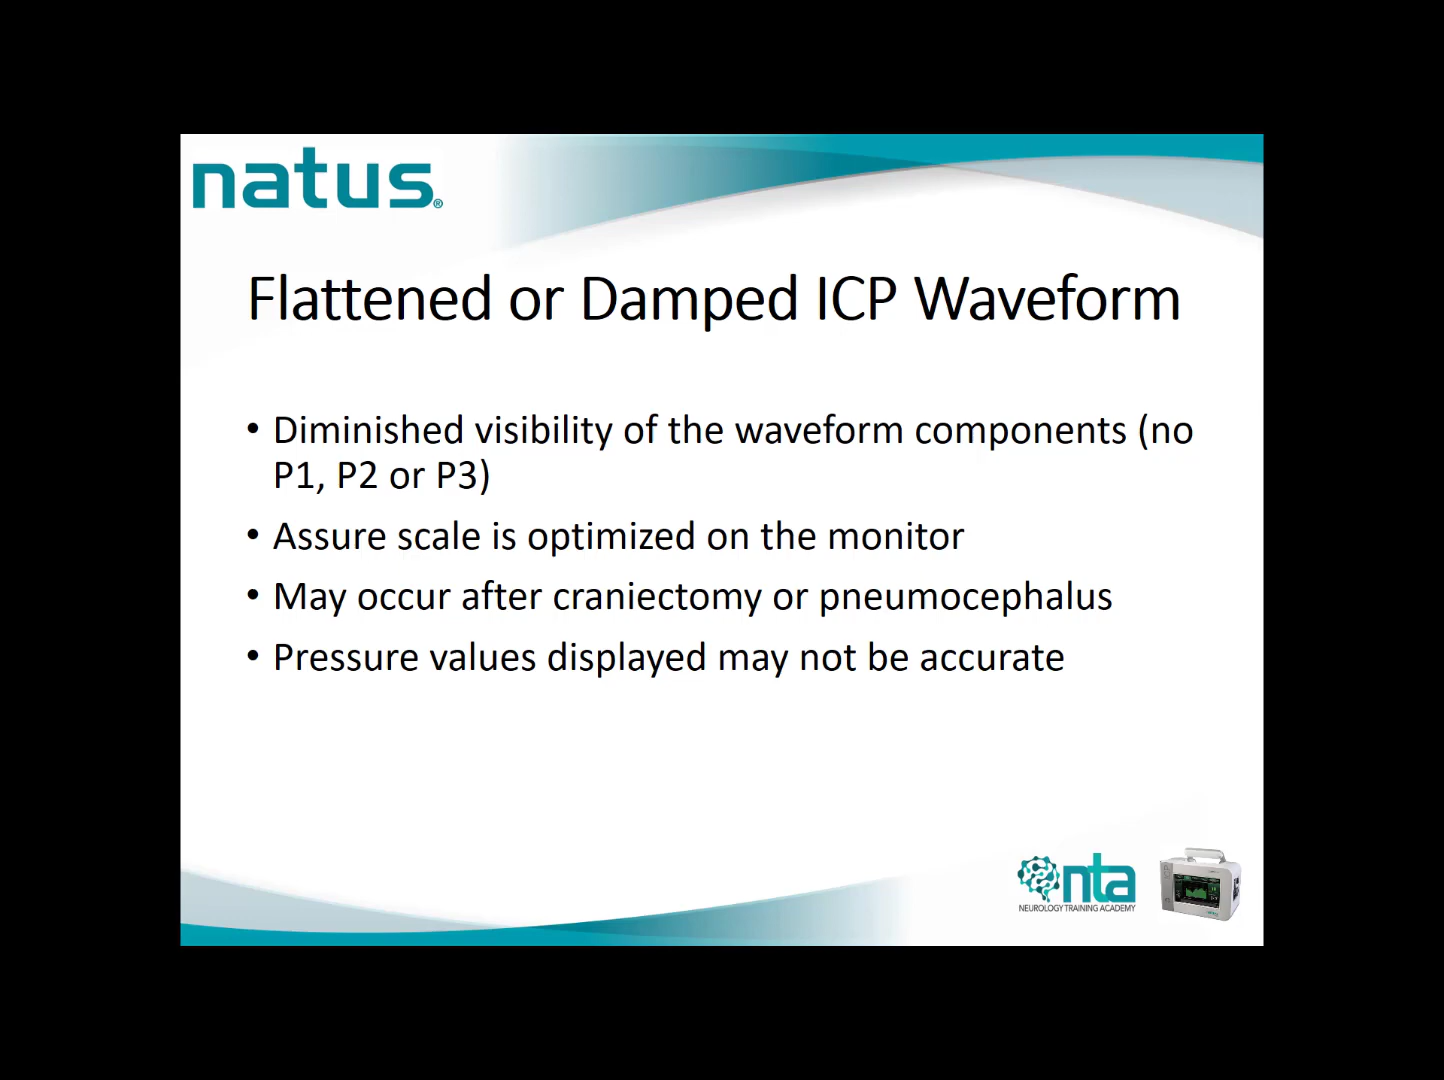 natus®
Flattened or Damped ICP Waveform
• Diminished visibility of the waveform components (no
P1, P2 or P3)
• Assure scale is optimized on the monitor
• May occur after craniectomy or pneumocephalus
• Pressure values displayed may not be accurate
nta
NEUROLOGY TRAINING ACADEMY